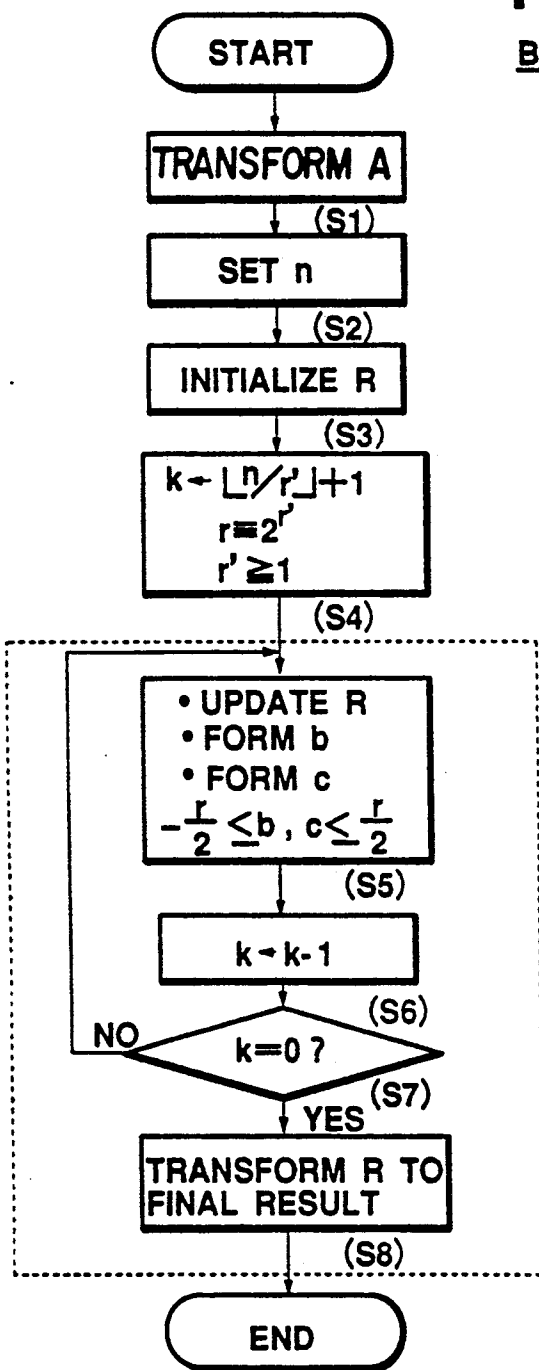 START
B
TRANSFORM A
(S1)
SET n
(S2)
INITIALIZE R
(S3)
k ← ⌊n/r'⌋+1
r=2^r'
r' ≧ 1
(S4)
• UPDATE R
• FORM b
• FORM c
-r/2 ≤ b , c ≤ r/2
(S5)
k ← k-1
(S6)
NO
k=0 ?
(S7)
YES
TRANSFORM R TO
FINAL RESULT
(S8)
END